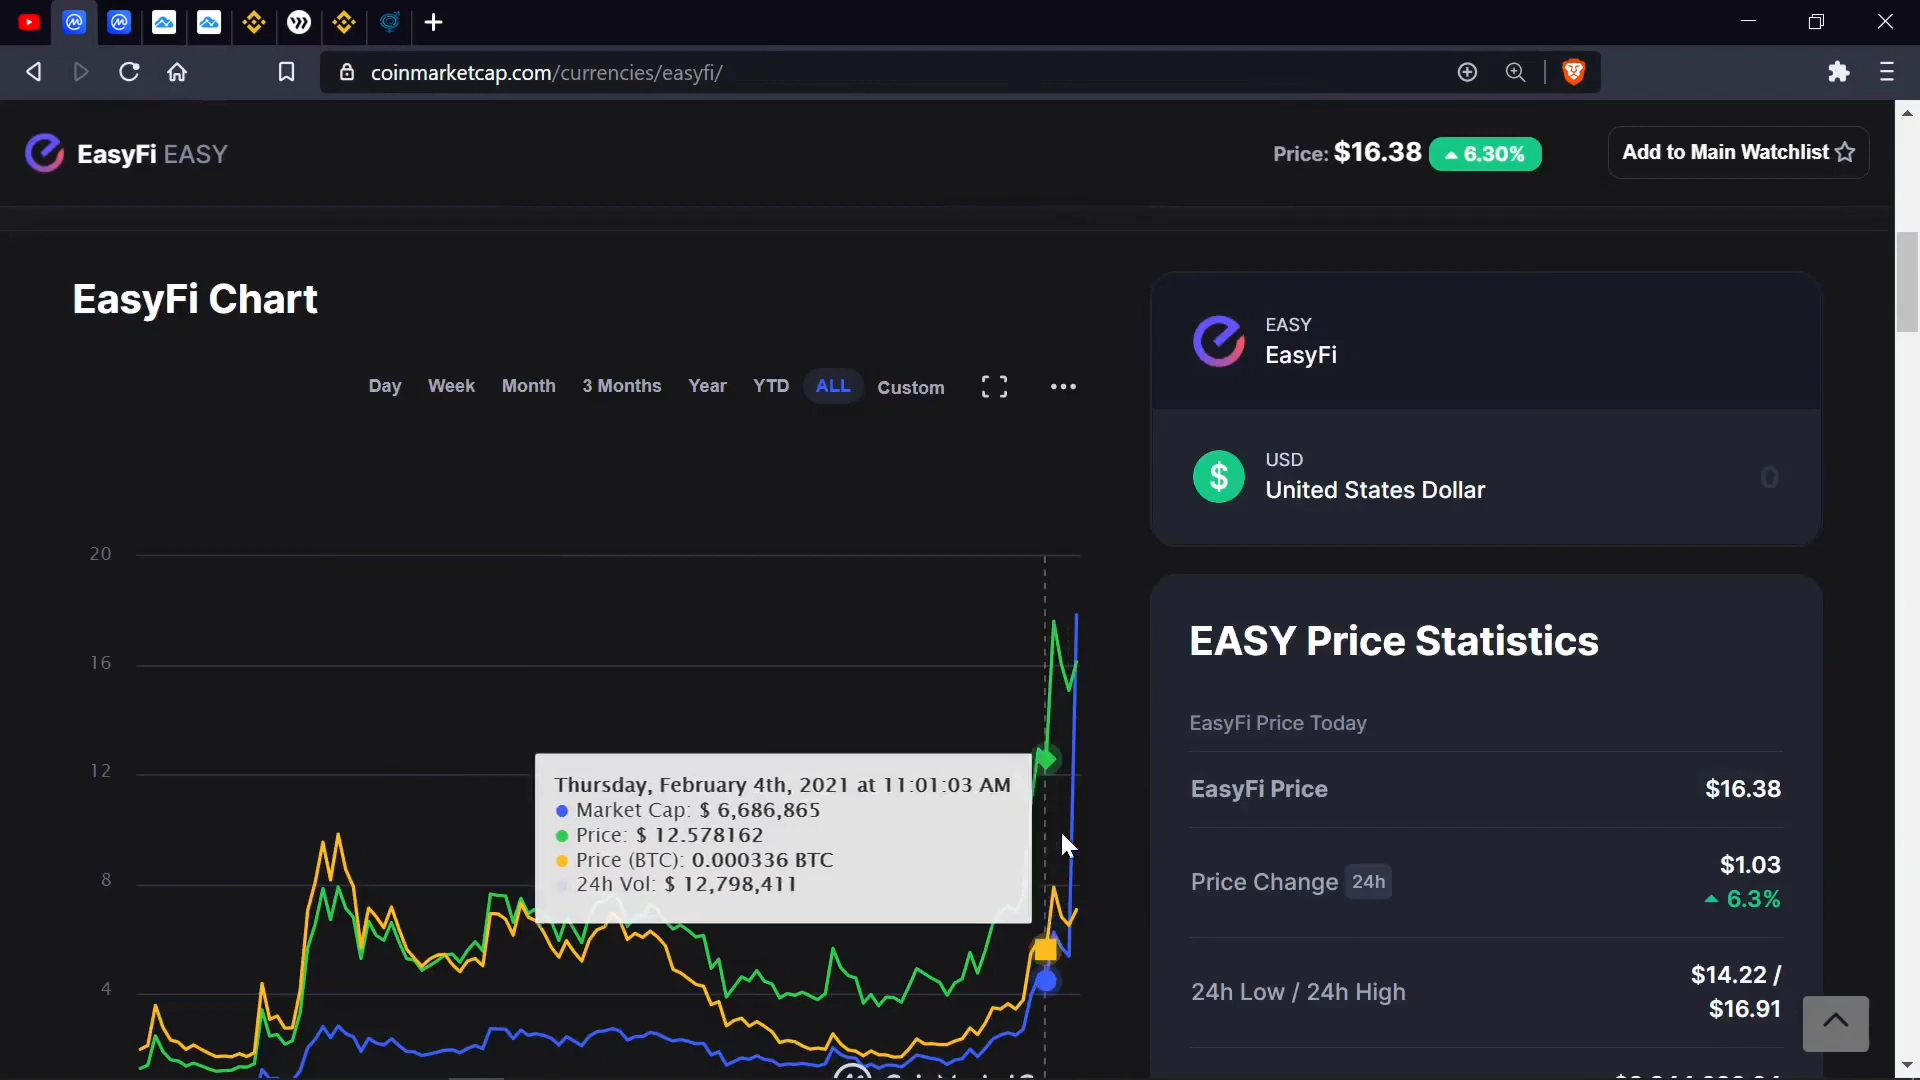 coinmarketcap.com/currencies/easyfi/
EasyFi EASY
Price: $16.38 6.30%
Add to Main Watchlist
EasyFi Chart
Day Week Month 3 Months Year YTD ALL Custom
20
16
12
8
4
Thursday, February 4th, 2021 at 11:01:03 AM
Market Cap: $ 6,686,865
Price: $ 12.578162
Price (BTC): 0.000336 BTC
24h Vol: $ 12,798,411
EASY
EasyFi
USD
United States Dollar
0
EASY Price Statistics
EasyFi Price Today
EasyFi Price $16.38
Price Change 24h $1.03
6.3%
24h Low / 24h High $14.22 /
$16.91